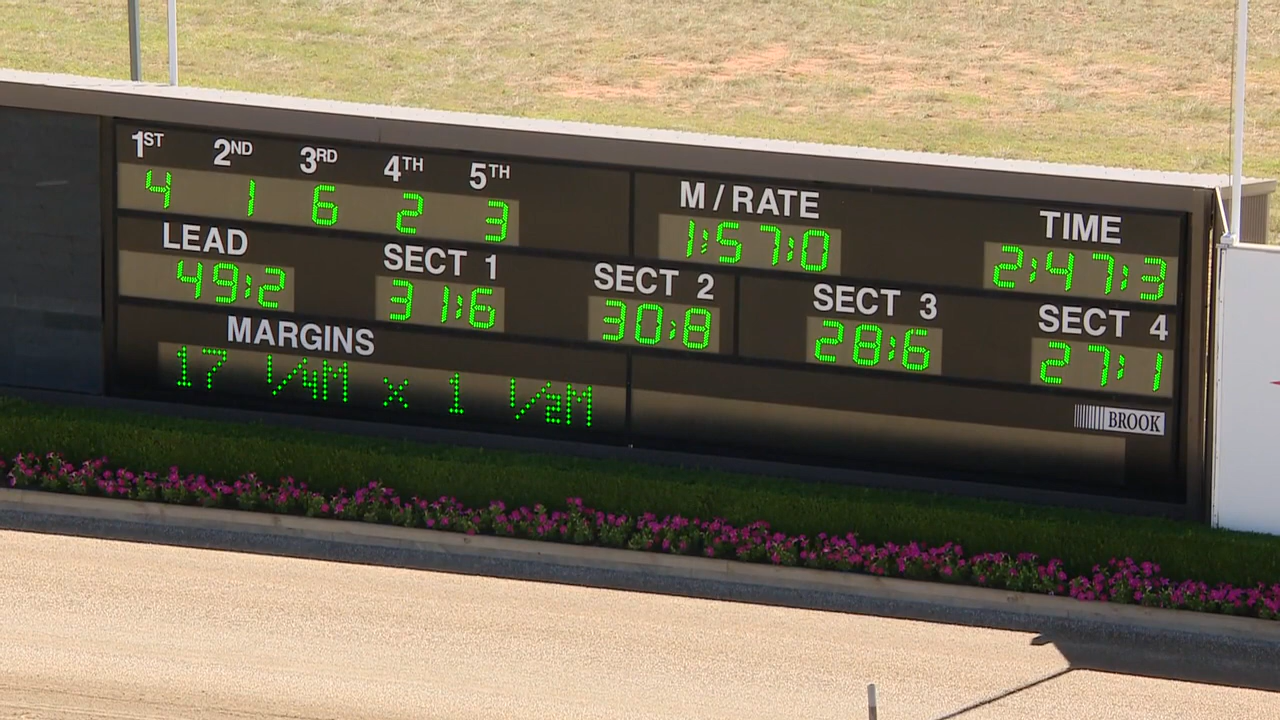 1ST 2ND 3RD 4TH 5TH
4 1 6 2 3
M / RATE
1:57:0
TIME
2:47:3
LEAD
49:2
SECT 1
31:6
SECT 2
30:8
SECT 3
28:6
SECT 4
27:1
MARGINS
17 1/4M x 1 1/2M
BROOK